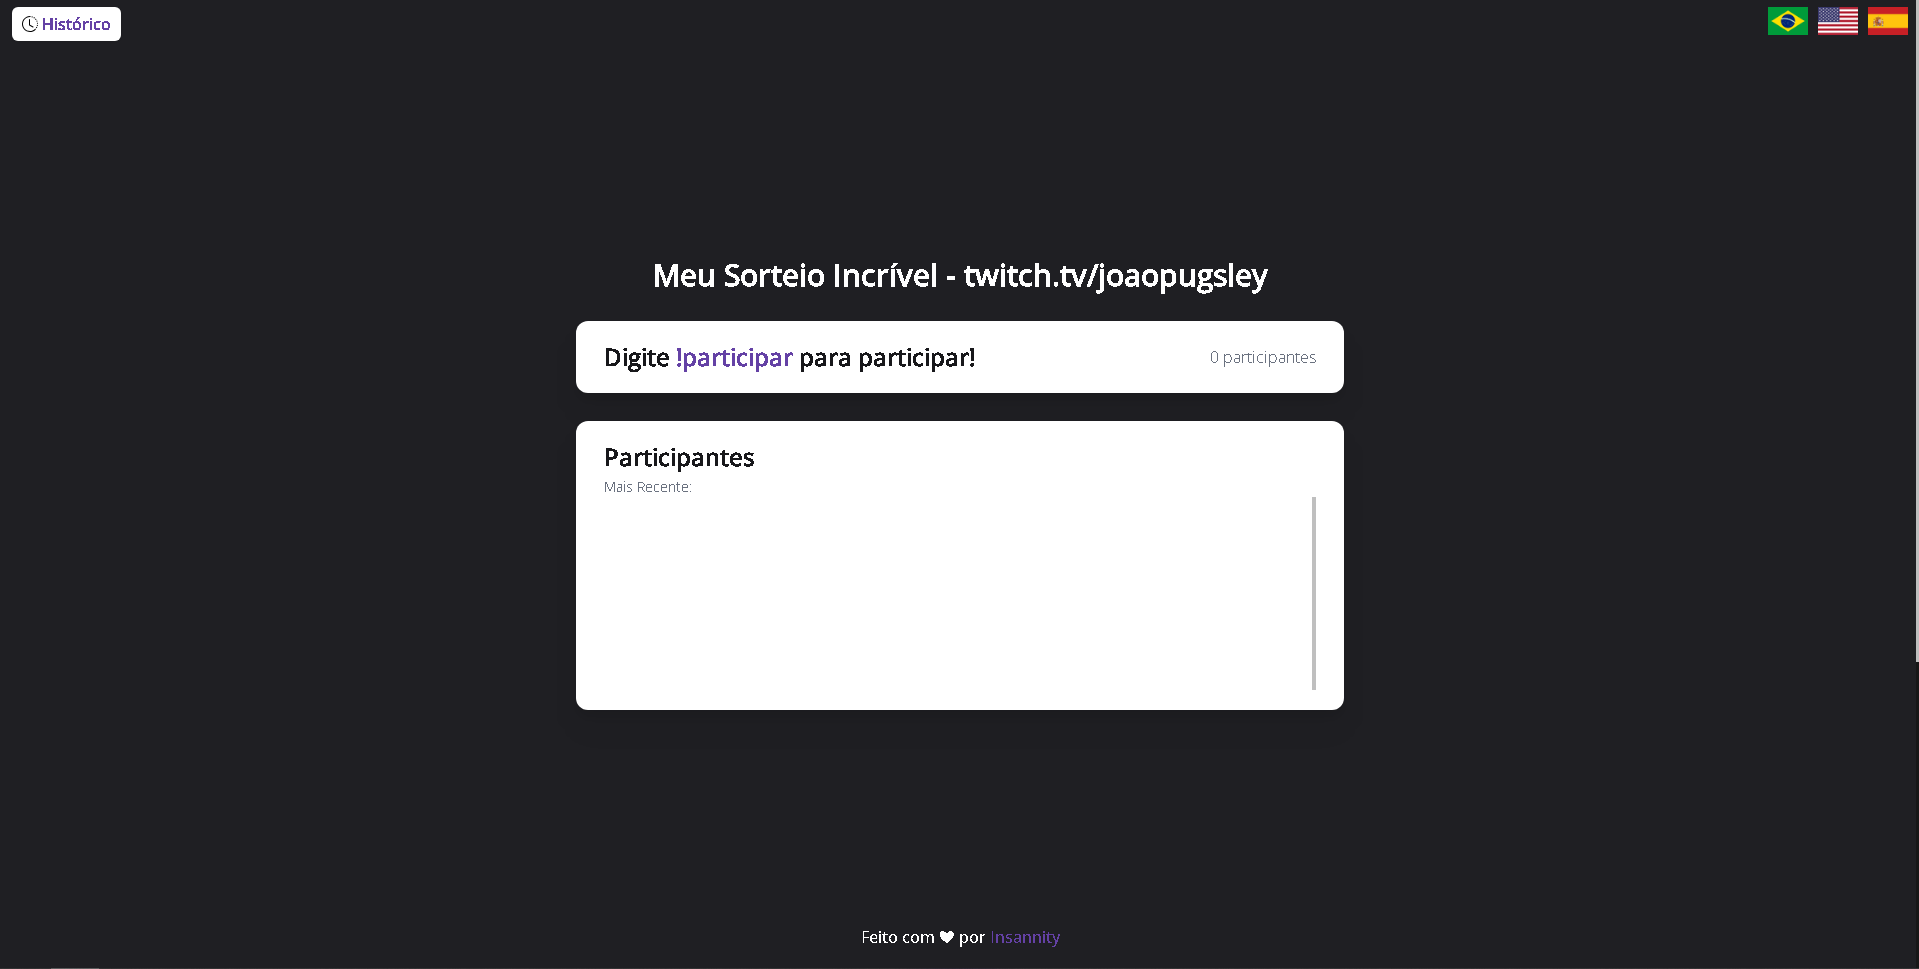 Histórico
Meu Sorteio Incrível - twitch.tv/joaopugsley
Digite !participar para participar!
0 participantes
Participantes
Mais Recente:
Feito com ♥ por Insannity